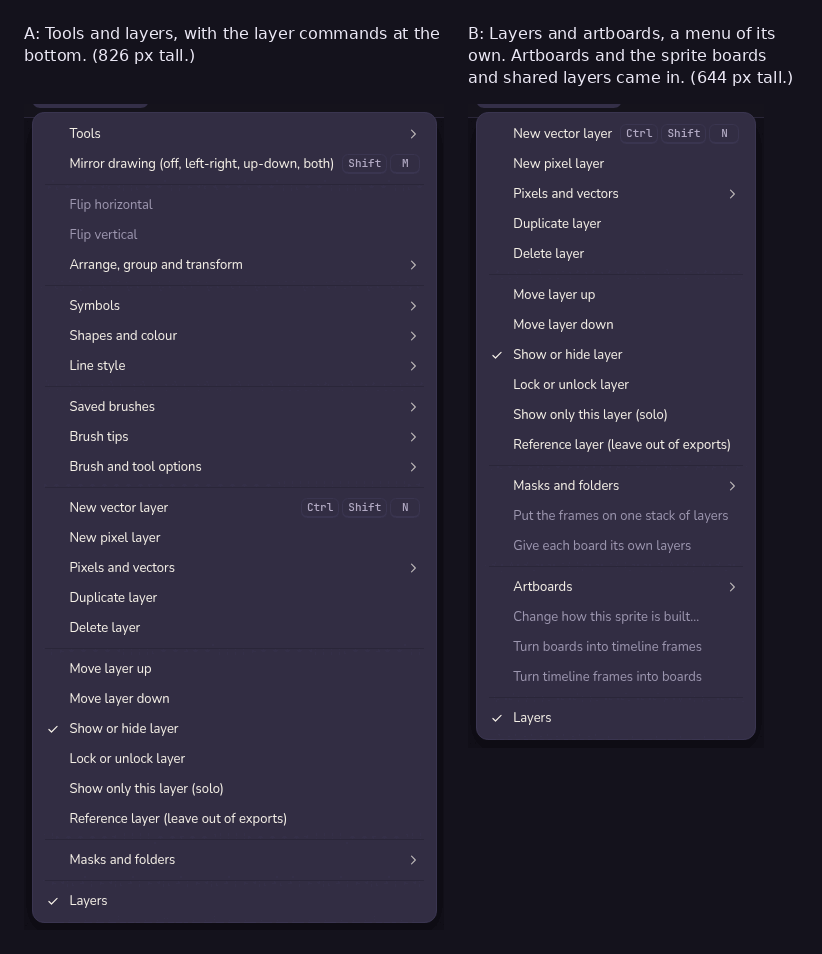 A: Tools and layers, with the layer commands at the
bottom. (826 px tall.)
Tools
Mirror drawing (off, left-right, up-down, both) Shift M
Flip horizontal
Flip vertical
Arrange, group and transform
Symbols
Shapes and colour
Line style
Saved brushes
Brush tips
Brush and tool options
New vector layer Ctrl Shift N
New pixel layer
Pixels and vectors
Duplicate layer
Delete layer
Move layer up
Move layer down
Show or hide layer
Lock or unlock layer
Show only this layer (solo)
Reference layer (leave out of exports)
Masks and folders
Layers
B: Layers and artboards, a menu of its
own. Artboards and the sprite boards
and shared layers came in. (644 px tall.)
New vector layer Ctrl Shift N
New pixel layer
Pixels and vectors
Duplicate layer
Delete layer
Move layer up
Move layer down
Show or hide layer
Lock or unlock layer
Show only this layer (solo)
Reference layer (leave out of exports)
Masks and folders
Put the frames on one stack of layers
Give each board its own layers
Artboards
Change how this sprite is built...
Turn boards into timeline frames
Turn timeline frames into boards
Layers